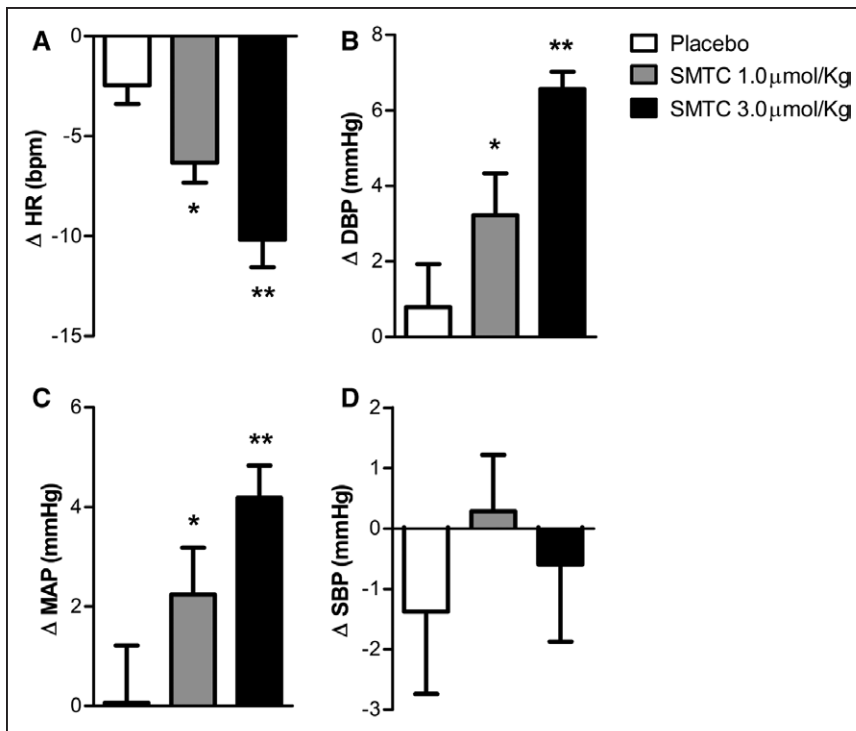 A
Δ HR (bpm)
0
-5
-10
-15
*
**
B
Δ DBP (mmHg)
8
6
4
2
0
*
**
Placebo
SMTC 1.0μmol/Kg
SMTC 3.0μmol/Kg
C
Δ MAP (mmHg)
6
4
2
0
*
**
D
Δ SBP (mmHg)
2
1
0
-1
-2
-3